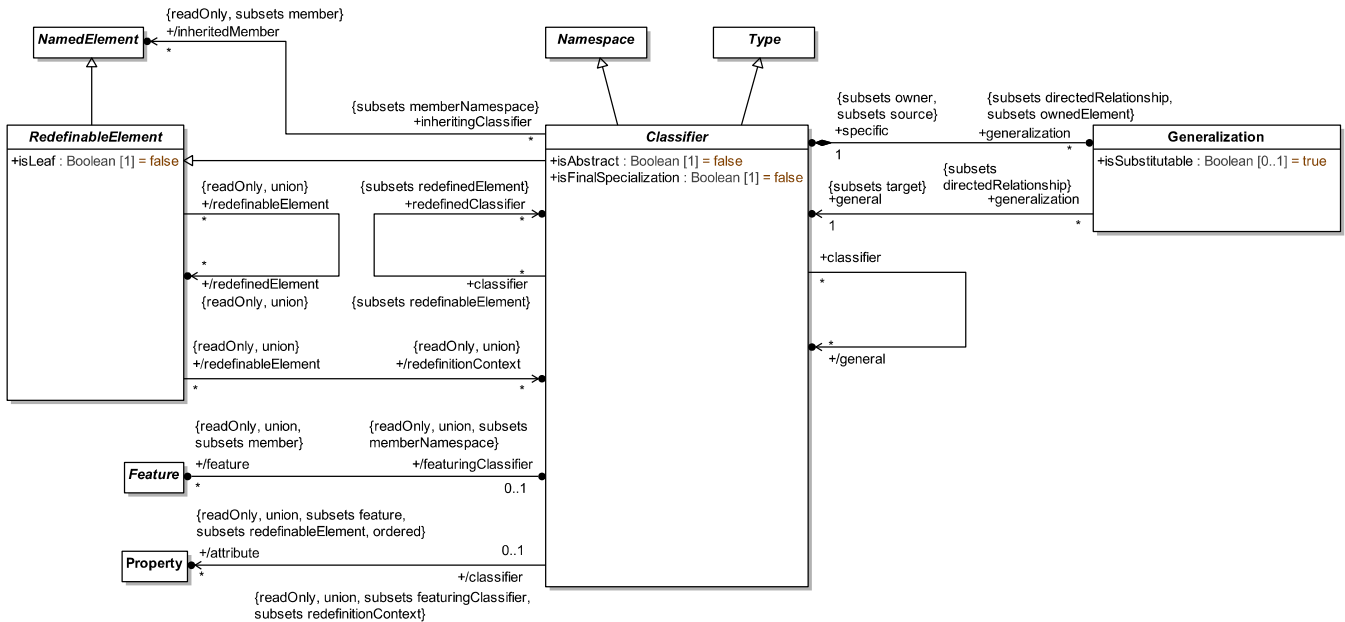 {readOnly, subsets member}
+/inheritedMember
*
NamedElement
Namespace
Type
{subsets memberNamespace}
+inheritingClassifier
*
RedefinableElement
+isLeaf : Boolean [1] = false
Classifier
+isAbstract : Boolean [1] = false
+isFinalSpecialization : Boolean [1] = false
{subsets owner,
subsets source}
+specific
1
{subsets directedRelationship,
subsets ownedElement}
+generalization
*
Generalization
+isSubstitutable : Boolean [0..1] = true
{subsets target}
+general
1
{subsets
directedRelationship}
+generalization
*
{readOnly, union}
+/redefinableElement
*
*
+/redefinedElement
{readOnly, union}
{subsets redefinedElement}
+redefinedClassifier
*
*
+classifier
{subsets redefinableElement}
+classifier
*
*
+/general
{readOnly, union}
+/redefinableElement
*
{readOnly, union}
+/redefinitionContext
*
{readOnly, union,
subsets member}
+/feature
*
{readOnly, union, subsets
memberNamespace}
+/featuringClassifier
0..1
Feature
{readOnly, union, subsets feature,
subsets redefinableElement, ordered}
+/attribute
*
0..1
+/classifier
Property
{readOnly, union, subsets featuringClassifier,
subsets redefinitionContext}